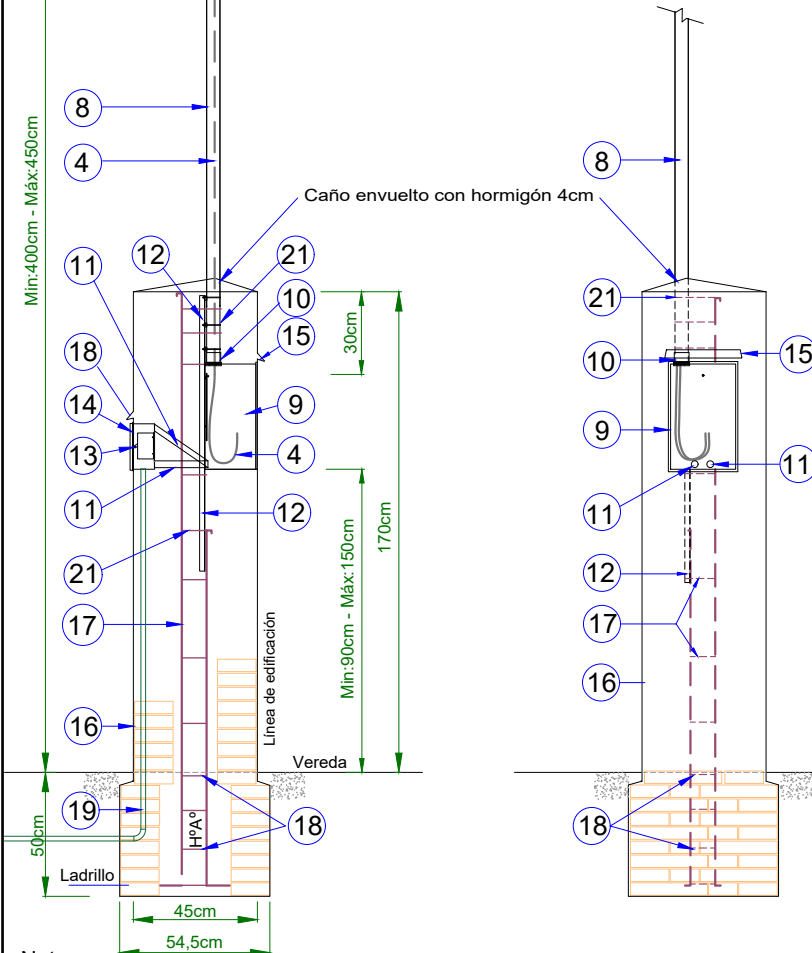 8
4
Min:400cm - Máx:450cm
Caño envuelto con hormigón 4cm
8
11
12
21
10
15
30cm
18
14
13
9
4
11
12
21
17
170cm
Min:90cm - Máx:150cm
Línea de edificación
16
Vereda
19
50cm
HºAº
18
Ladrillo
45cm
54,5cm
21
10
15
9
11
11
12
17
16
18